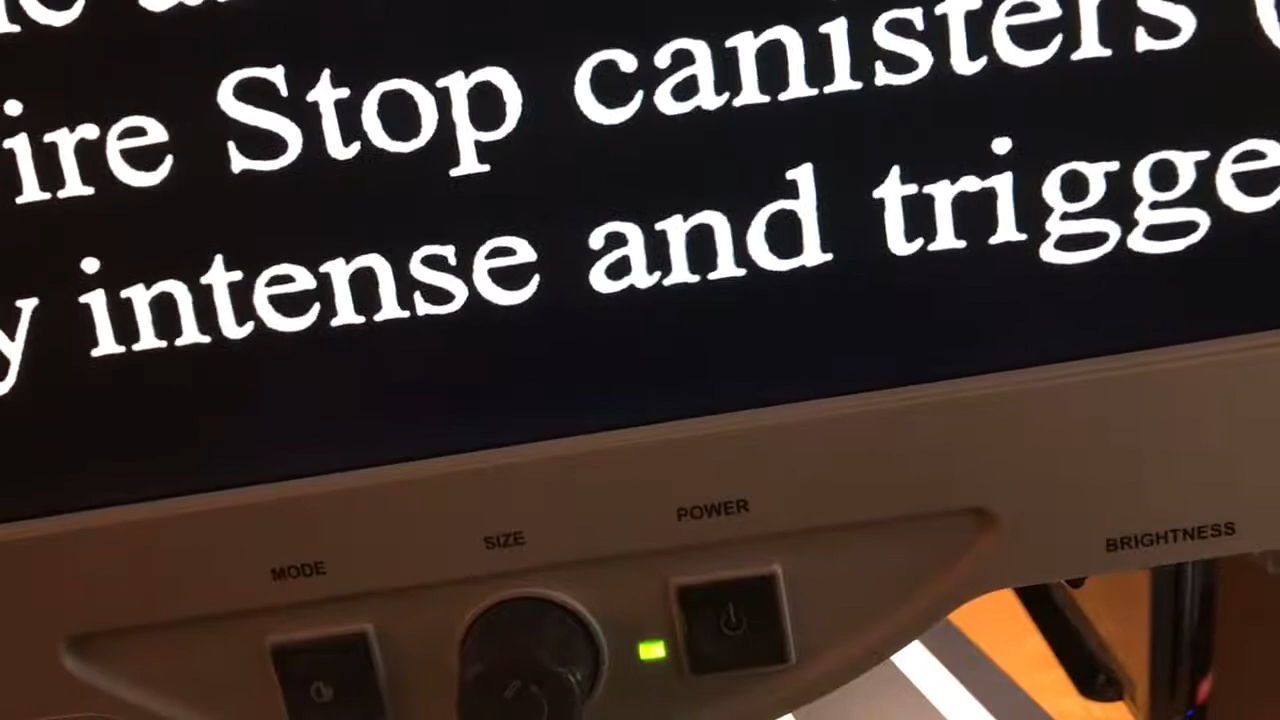 ire Stop canisters (
y intense and trigge
POWER
SIZE
MODE
BRIGHTNESS